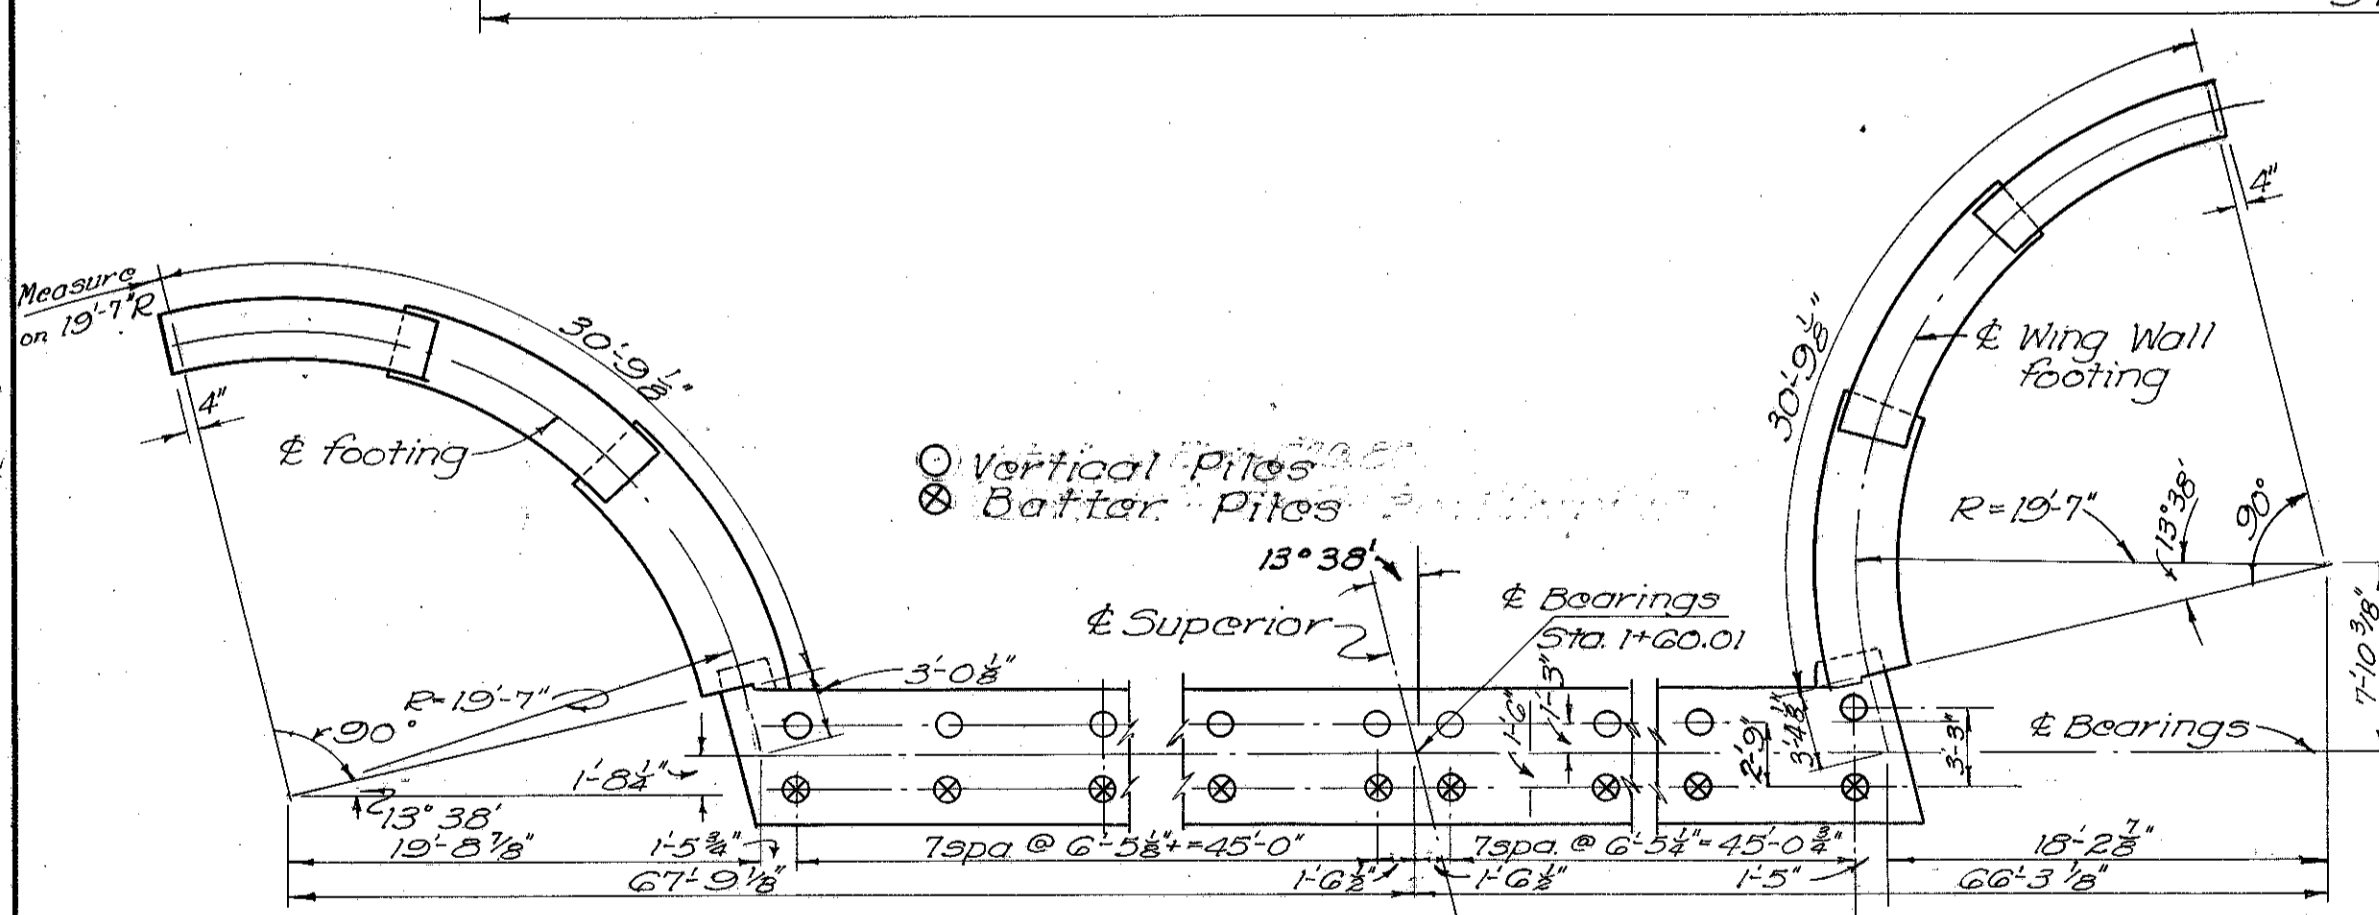 Measure
on 19'-7"R
30'-9⅛"
4"
₵ footing
R=19'-7"
90°
13°38'
1'-8¼"
3'-0⅛"
19'-8⅞"
1'-5¾"
67'-9⅛"
○ Vertical Piles
⊗ Batter Piles
13°38'
₵ Superior
₵ Bearings
Sta. 1+60.01
1'-6"
1'-3"
2'-9"
3'-4⅛"
3'-3"
7spa @ 6'-5⅛"+=45'-0"
7spa. @ 6'-5¼"=45'-0¾"
1'-6½"
1'-6½"
1'-5"
18'-2⅞"
66'-3⅛"
30'-9⅛"
₵ Wing Wall
footing
4"
R=19'-7"
13°38'
90°
7'-10⅜"
₵ Bearings